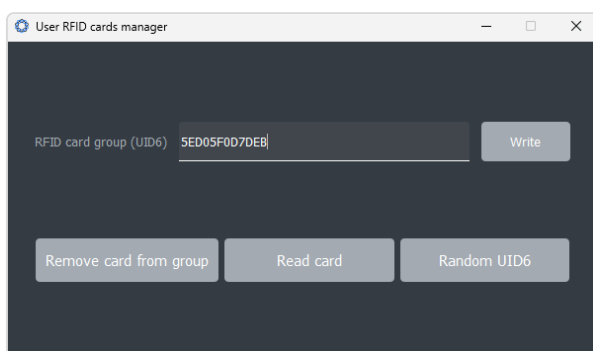 User RFID cards manager
RFID card group (UID6) 5ED05F0D7DEB Write
Remove card from group Read card Random UID6